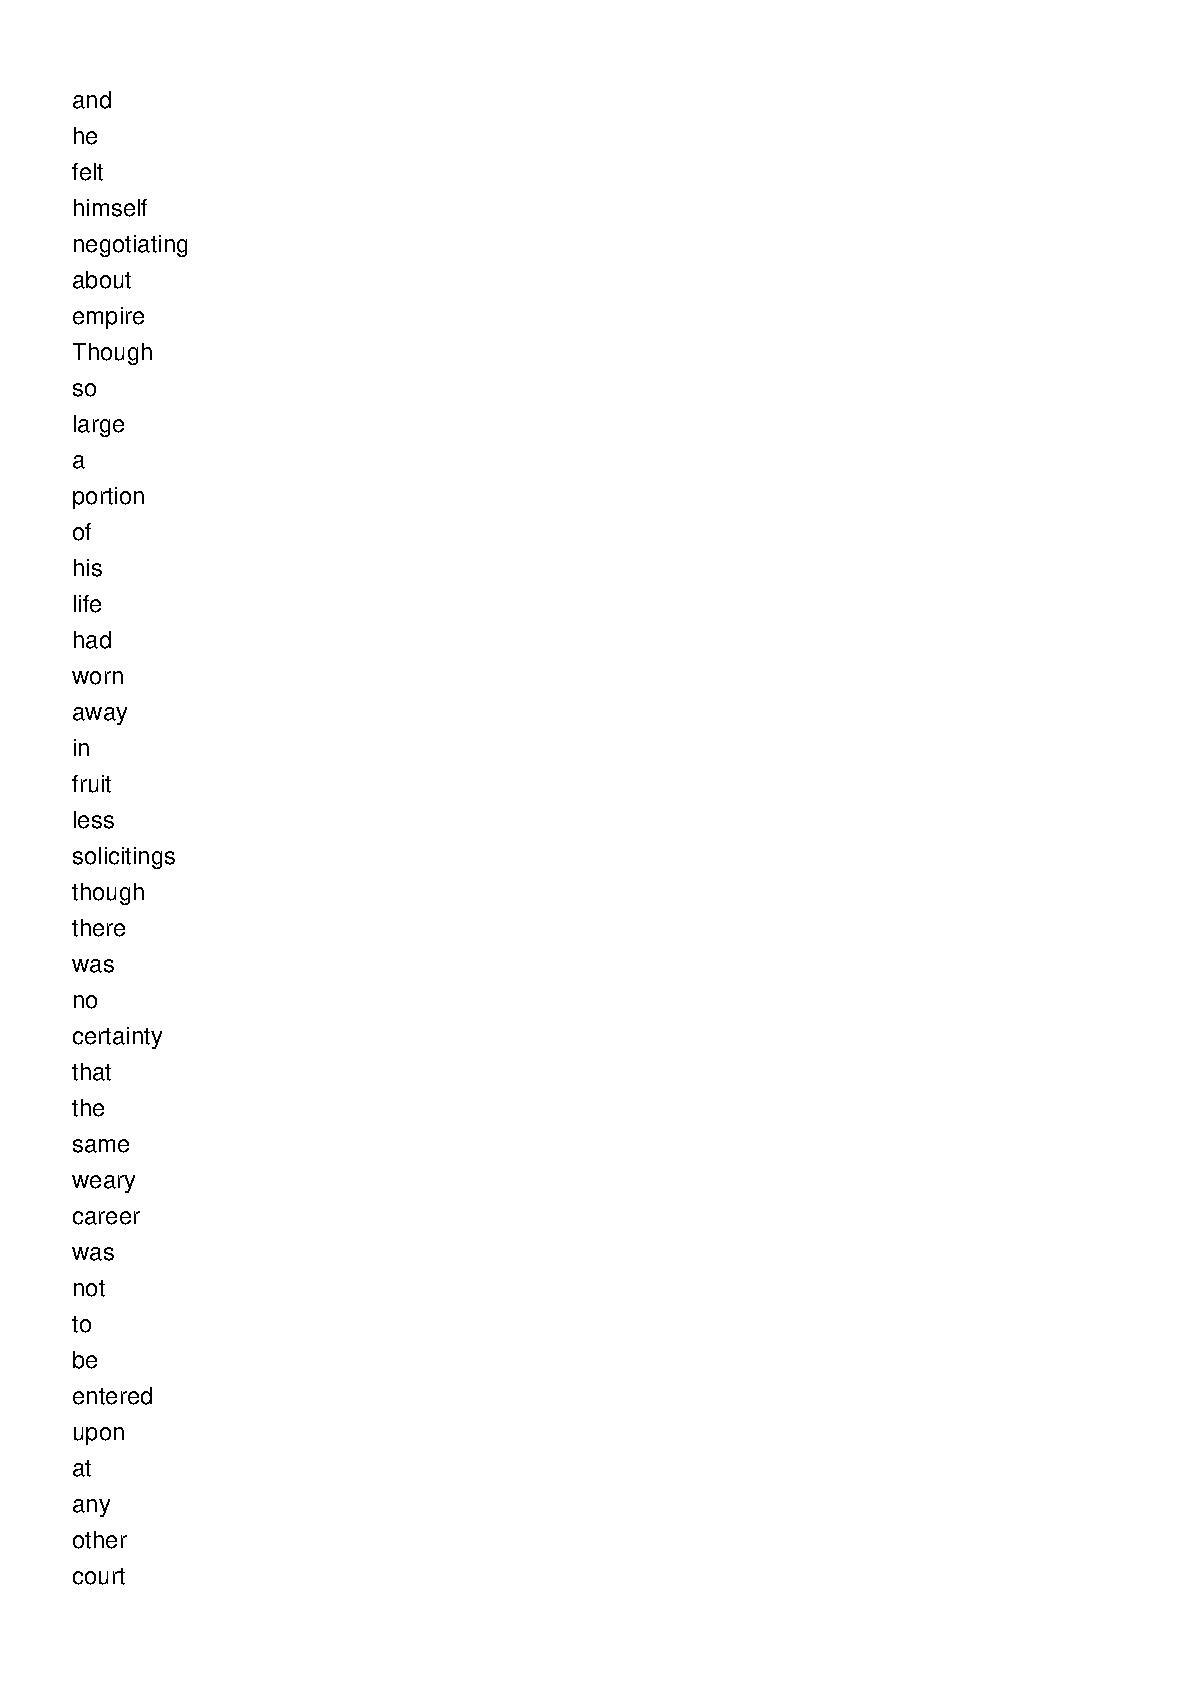 and
he
felt
himself
negotiating
about
empire
Though
so
large
a
portion
of
his
life
had
worn
away
in
fruit
less
solicitings
though
there
was
no
certainty
that
the
same
weary
career
was
not
to
be
entered
upon
at
any
other
court